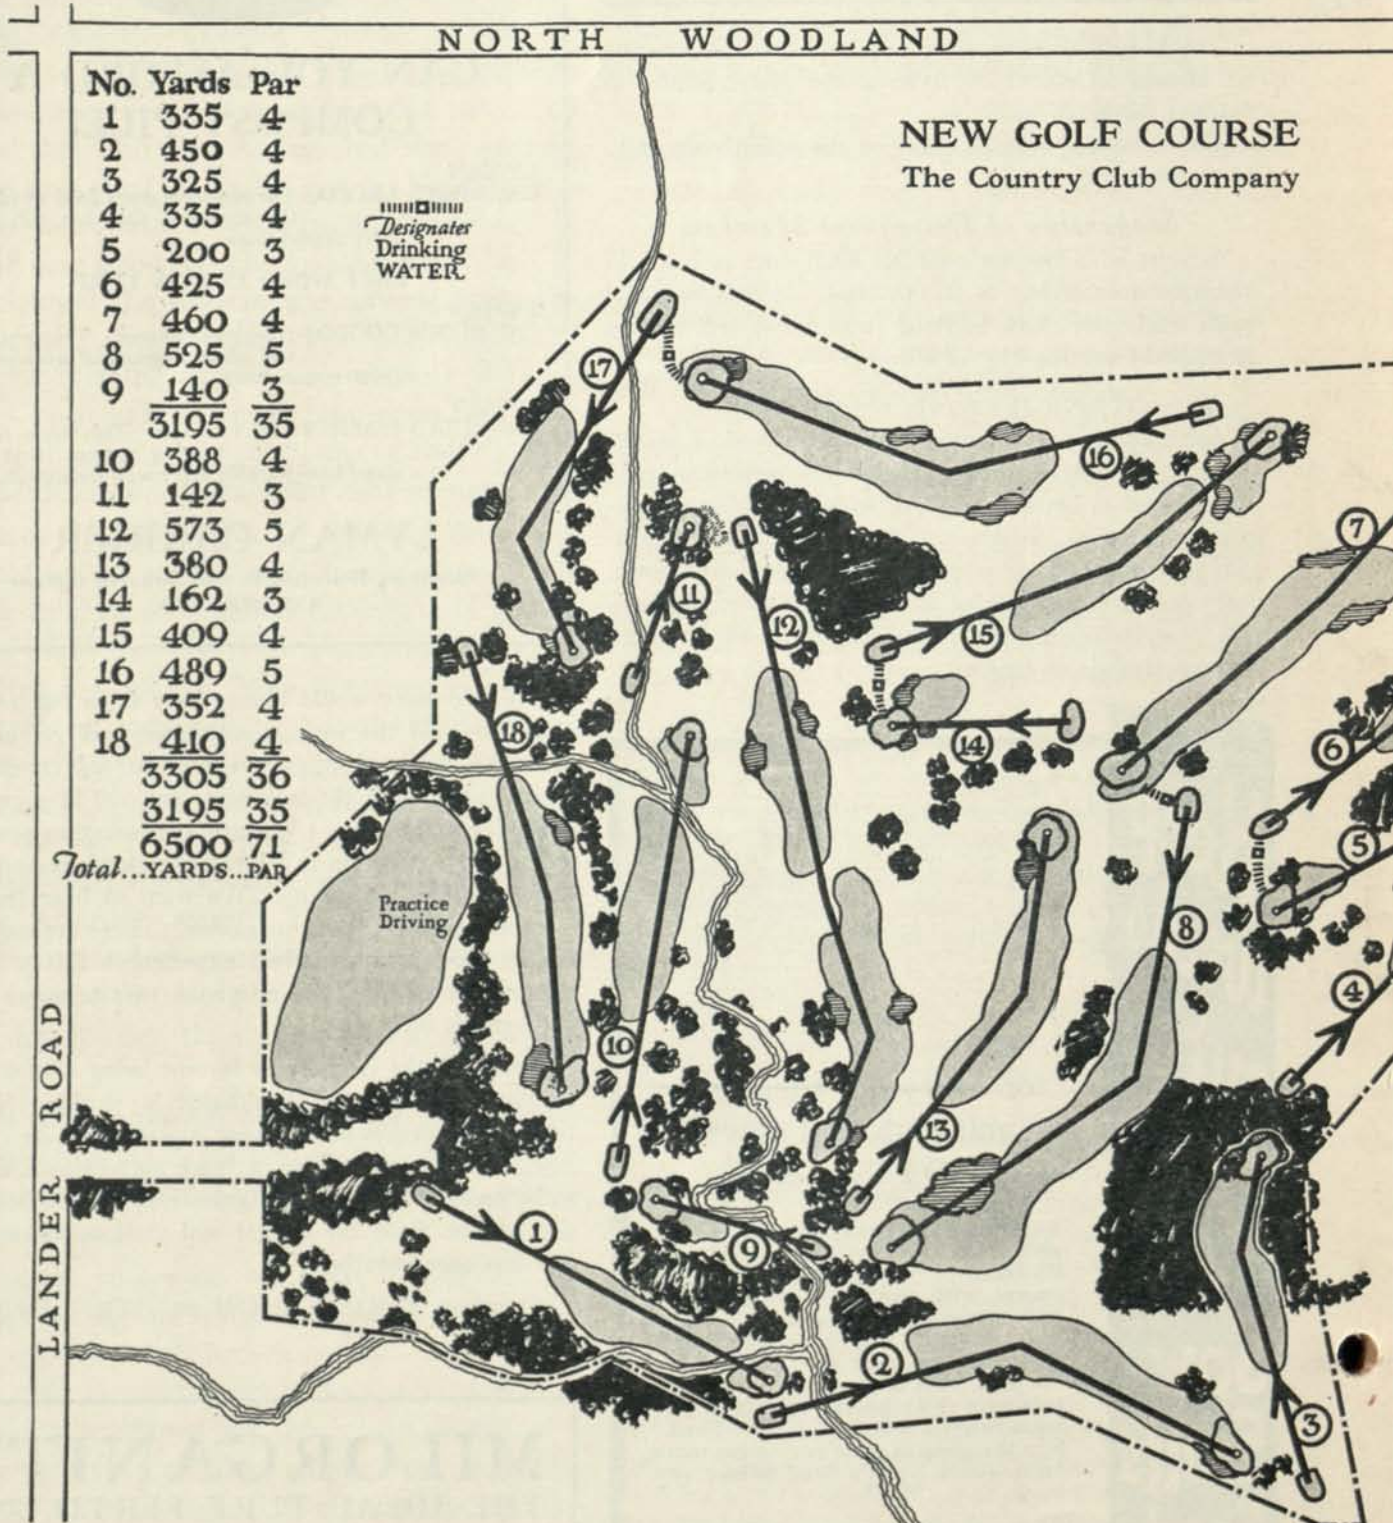 NORTH WOODLAND
No. Yards Par
1 335 4
2 450 4
3 325 4
4 335 4
5 200 3
6 425 4
7 460 4
8 525 5
9 140 3
3195 35
10 388 4
11 142 3
12 573 5
13 380 4
14 162 3
15 409 4
16 489 5
17 352 4
18 410 4
3305 36
3195 35
6500 71
Total...YARDS...PAR
Designates
Drinking
WATER
NEW GOLF COURSE
The Country Club Company
17
16
7
11
12
15
18
14
6
5
Practice
Driving
8
4
10
13
1
9
2
3
LANDER ROAD